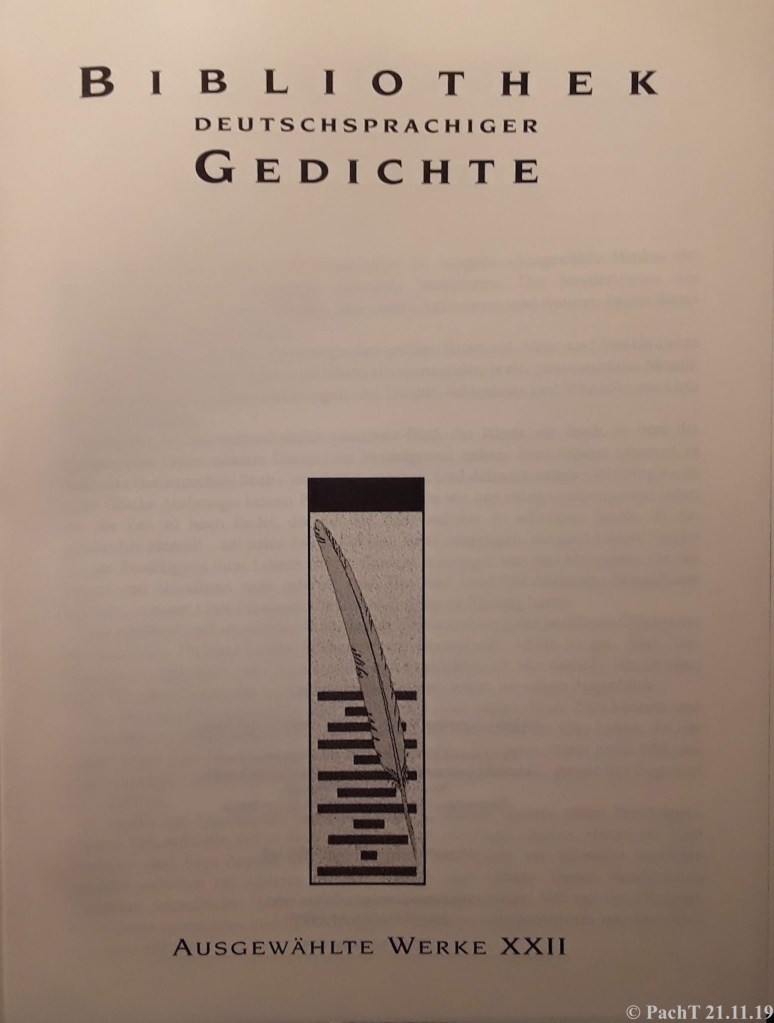 BIBLIOTHEK
DEUTSCHSPRACHIGER
GEDICHTE
AUSGEWÄHLTE WERKE XXII
© PachT 21.11.19